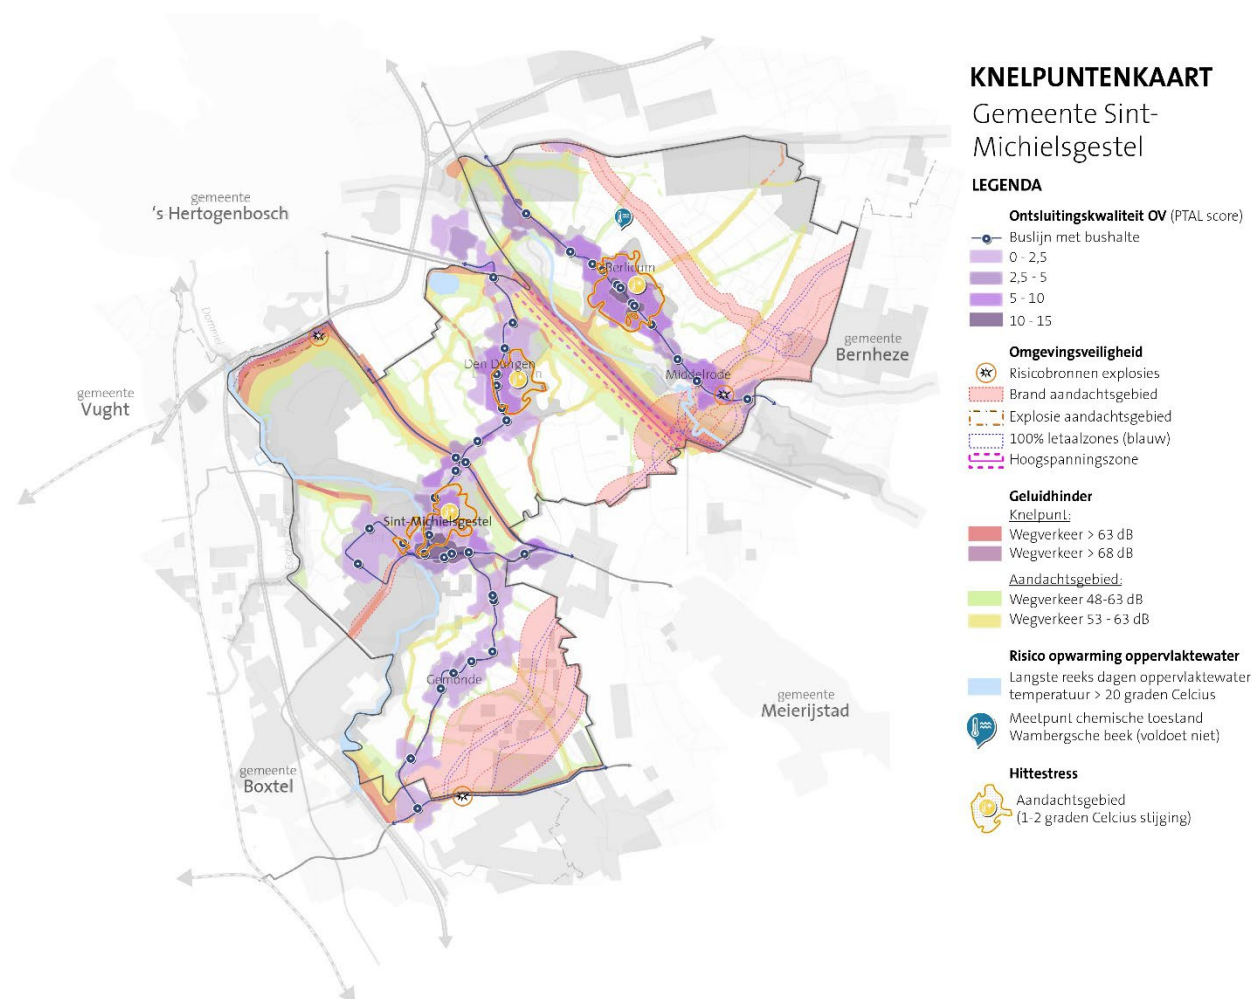 KNELPUNTENKAART
Gemeente Sint-
Michielsgestel
LEGENDA
Ontsluitingskwaliteit OV (PTAL score)
Buslijn met bushalte
0 - 2,5
2,5 - 5
5 - 10
10 - 15
Omgevingsveiligheid
Risicobronnen explosies
Brand aandachtsgebied
Explosie aandachtsgebied
100% letaalzones (blauw)
Hoogspanningszone
Geluidhinder
Knelpunt:
Wegverkeer > 63 dB
Wegverkeer > 68 dB
Aandachtsgebied:
Wegverkeer 48-63 dB
Wegverkeer 53 - 63 dB
Risico opwarming oppervlaktewater
Langste reeks dagen oppervlaktewater
temperatuur > 20 graden Celcius
Meetpunt chemische toestand
Wambergsche beek (voldoet niet)
Hittestress
Aandachtsgebied
(1-2 graden Celcius stijging)
gemeente
's Hertogenbosch
gemeente
Vught
gemeente
Boxtel
gemeente
Bernheze
gemeente
Meierijstad
Berlicum
Middelrode
Den Dungen
Sint-Michielsgestel
Gemonde
Dommel